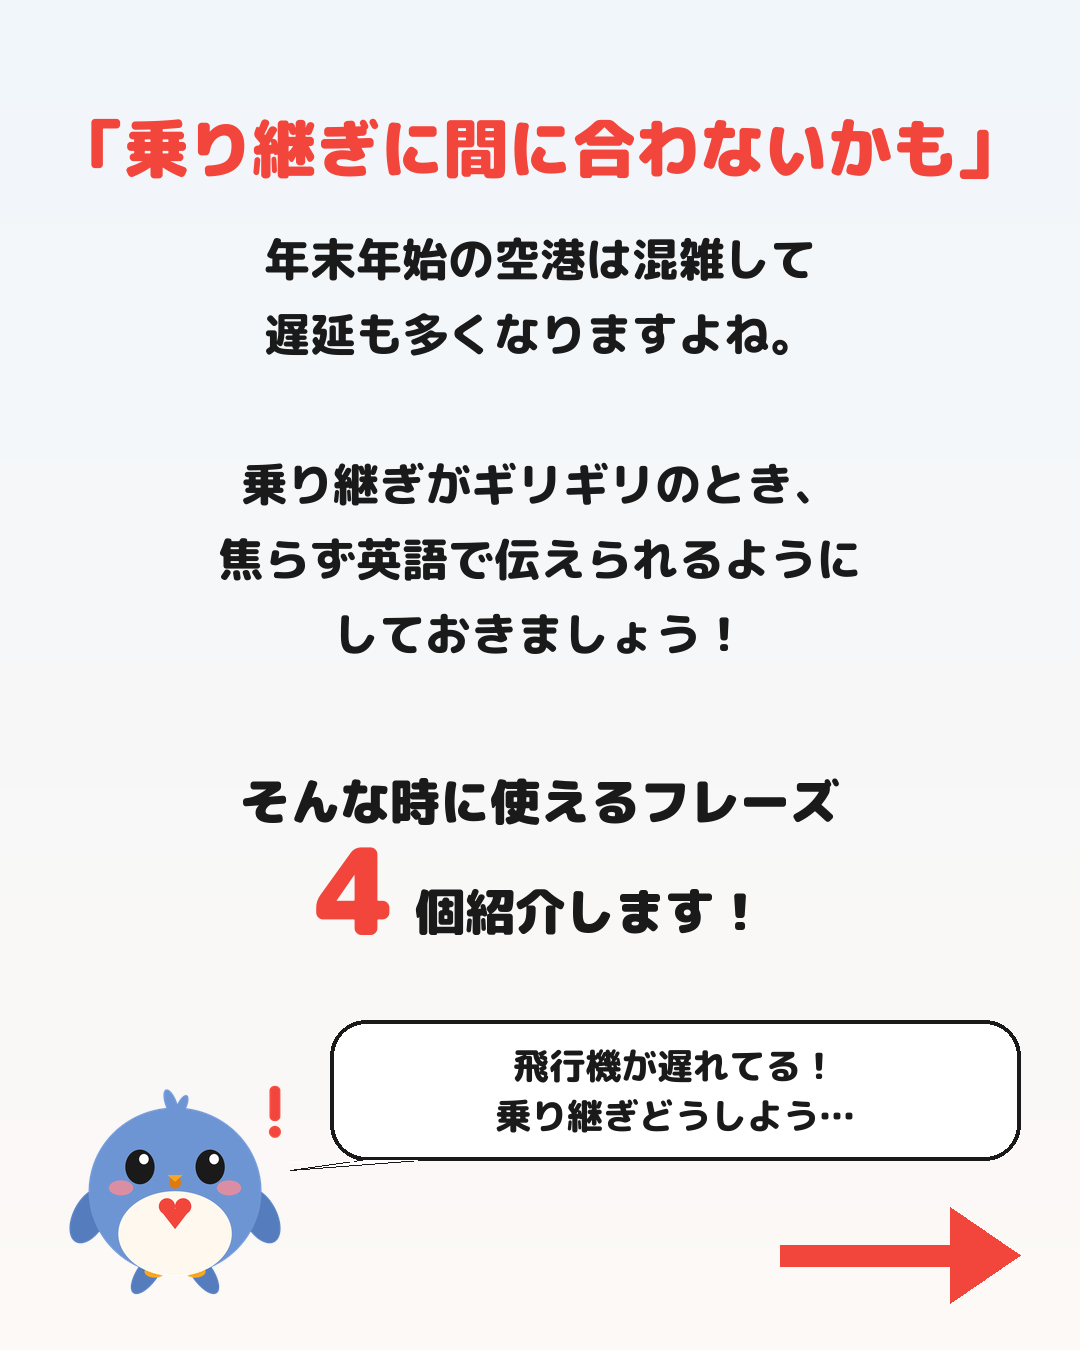 「乗り継ぎに間に合わないかも」
年末年始の空港は混雑して
遅延も多くなりますよね。
乗り継ぎがギリギリのとき、
焦らず英語で伝えられるように
しておきましょう！
そんな時に使えるフレーズ
4個紹介します！
飛行機が遅れてる！
乗り継ぎどうしよう…